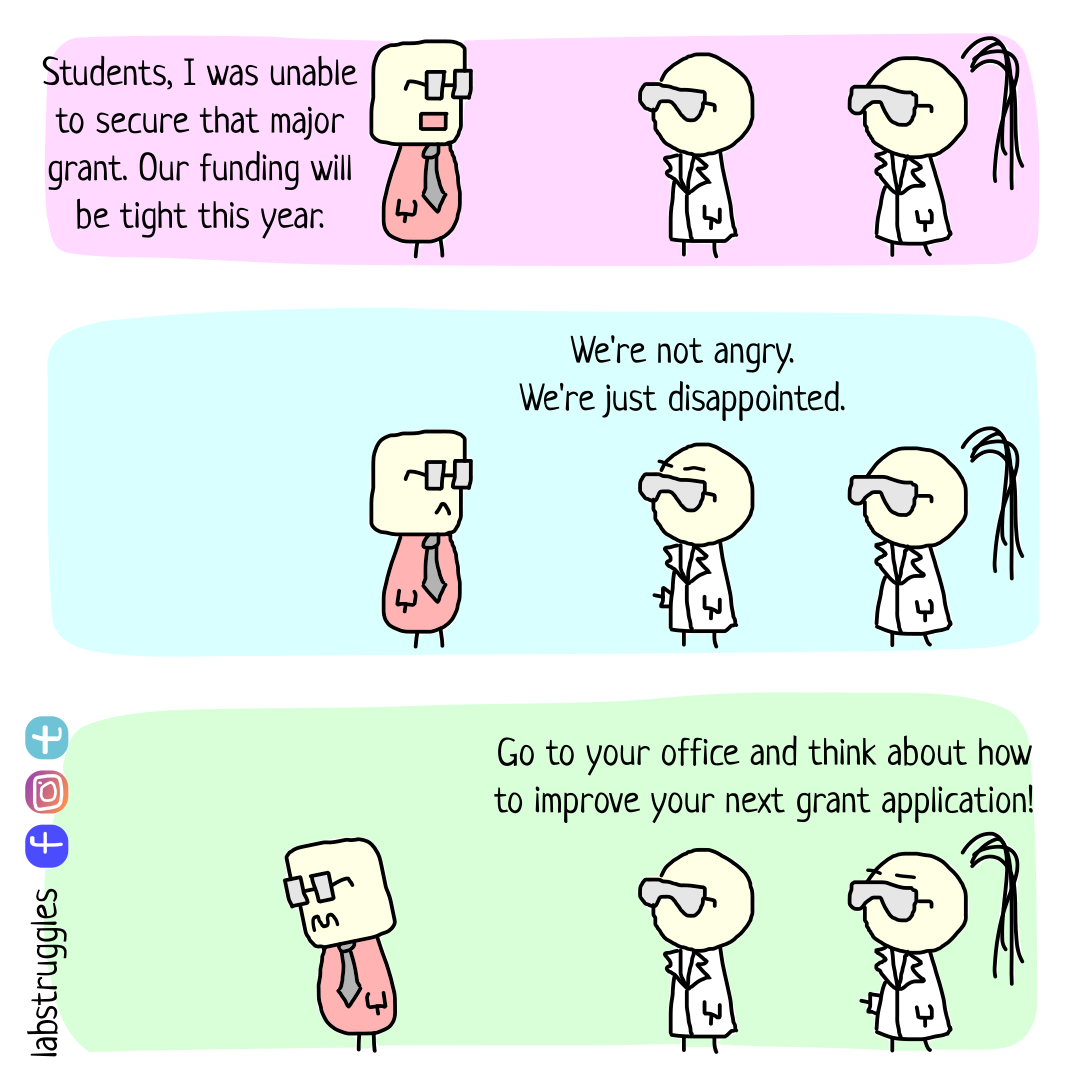 Students, I was unable
to secure that major
grant. Our funding will
be tight this year.
We're not angry.
We're just disappointed.
Go to your office and think about how
to improve your next grant application!
labstruggles